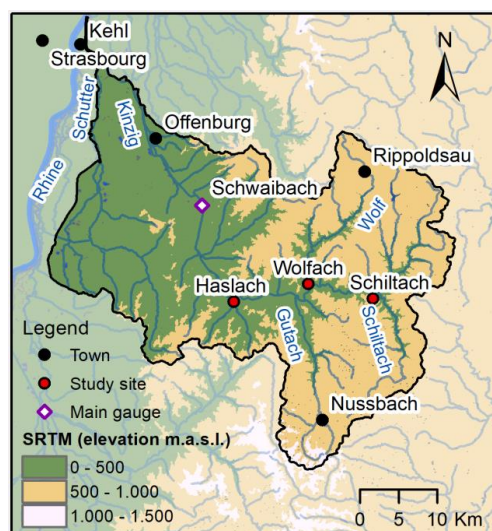 Kehl
Strasbourg
N
Schutter
Kinzig
Offenburg
Rhine
Rippoldsau
Schwaibach
Wolf
Wolfach
Haslach
Schiltach
Gutach
Schiltach
Nussbach
Legend
Town
Study site
Main gauge
SRTM (elevation m.a.s.l.)
0 - 500
500 - 1.000
1.000 - 1.500
0 5 10 Km